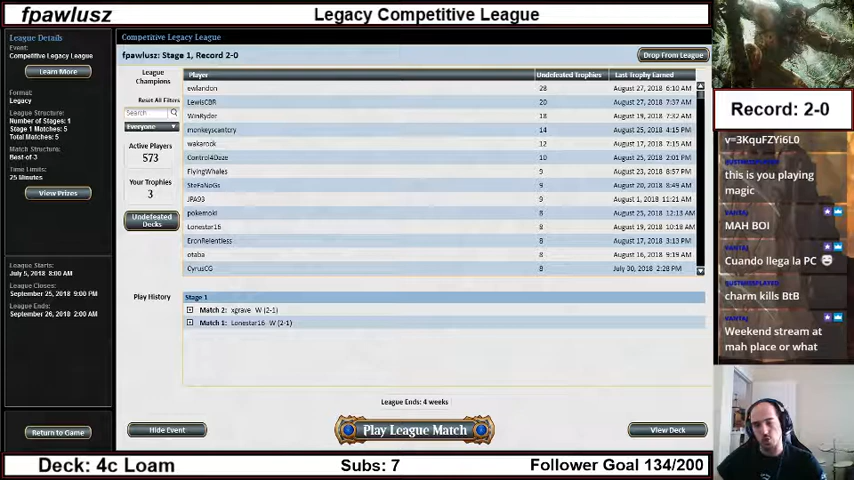 fpawlusz
Legacy Competitive League
League Details
Event:
Competitive Legacy League
Learn More
Format:
Legacy
League Structure:
Number of Stages: 1
Stage 1 Matches: 5
Total Matches: 5
Match Structure:
Best-of-3
Time Limits:
25 Minutes
View Prizes
League Starts:
July 5, 2018 8:00 AM
League Closes:
September 25, 2018 9:00 PM
League Ends:
September 26, 2018 2:00 AM
Return to Game
Competitive Legacy League
fpawlusz: Stage 1, Record 2-0
Drop From League
League Champions
Reset All Filters
Search
Everyone
Active Players
573
Your Trophies
3
Undefeated Decks
Player Undefeated Trophies Last Trophy Earned
ewlandon 28 August 27, 2018 6:10 AM
LewisCBR 20 August 27, 2018 7:37 AM
WinRyder 18 August 19, 2018 7:32 AM
monkeyscantcry 14 August 25, 2018 4:15 PM
wakarock 12 August 17, 2018 7:15 AM
Control4Daze 10 August 25, 2018 2:01 PM
FlyingWhales 9 August 23, 2018 8:57 PM
SteFaNoGs 9 August 20, 2018 8:49 AM
JPA93 9 August 1, 2018 11:21 AM
pokemoki 8 August 25, 2018 12:13 AM
Lonestar16 8 August 19, 2018 10:18 AM
EronRelentless 8 August 17, 2018 3:13 PM
otaba 8 August 16, 2018 9:19 AM
CyrusCG 8 July 30, 2018 2:28 PM
Play History
Stage 1
Match 2: xgrave W (2-1)
Match 1: Lonestar16 W (2-1)
League Ends: 4 weeks
Hide Event
Play League Match
View Deck
Record: 2-0
v=3KquFZYi6L0
this is you playing
magic
MAH BOI
Cuando llega la PC
charm kills BtB
Weekend stream at
mah place or what
Deck: 4c Loam
Subs: 7
Follower Goal 134/200